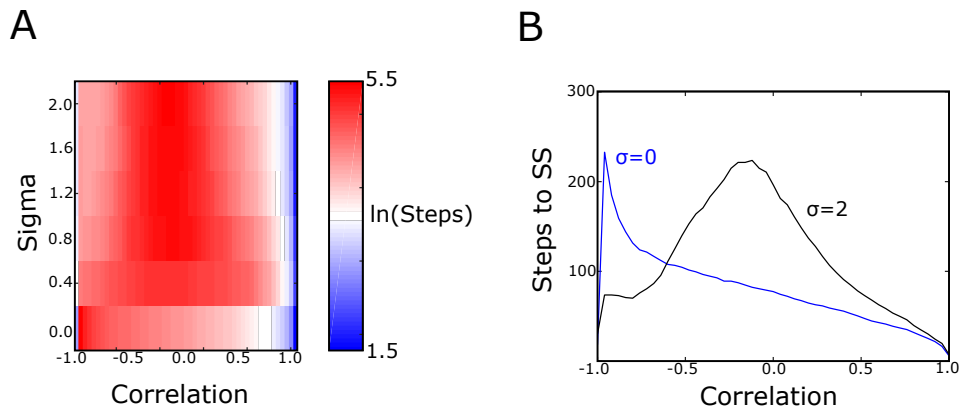 A
2.0
1.6
1.2
0.8
0.4
0.0
Sigma
-1.0 -0.5 0.0 0.5 1.0
Correlation
5.5
ln(Steps)
1.5
B
300
200
100
Steps to SS
σ=0
σ=2
-1.0 -0.5 0.0 0.5 1.0
Correlation